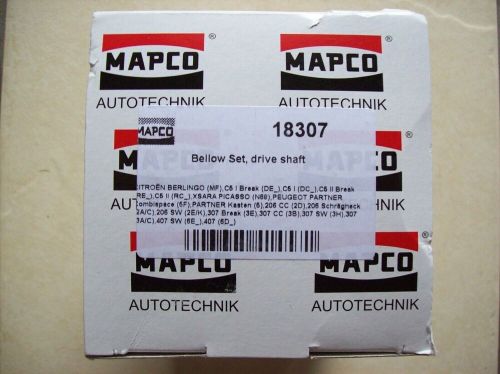 MAPCO ® MAPCO ®
AUTOTECHNIK AUTOTECHNIK
MAPCO 18307
Bellow Set, drive shaft
CITROËN BERLINGO (MF),C5 I Break (DE_),C5 I (DC_),C5 II Break
(RE_),C5 II (RC_),XSARA PICASSO (N68),PEUGEOT PARTNER
Combispace (5F),PARTNER Kasten (5),206 CC (2D),206 Schrägheck
(2A/C),206 SW (2E/K),307 Break (3E),307 CC (3B),307 SW (3H),307
(3A/C),407 SW (6E_),407 (6D_)
MAPCO ® MAPCO
AUTOTECHNIK AUTOTECHNIK